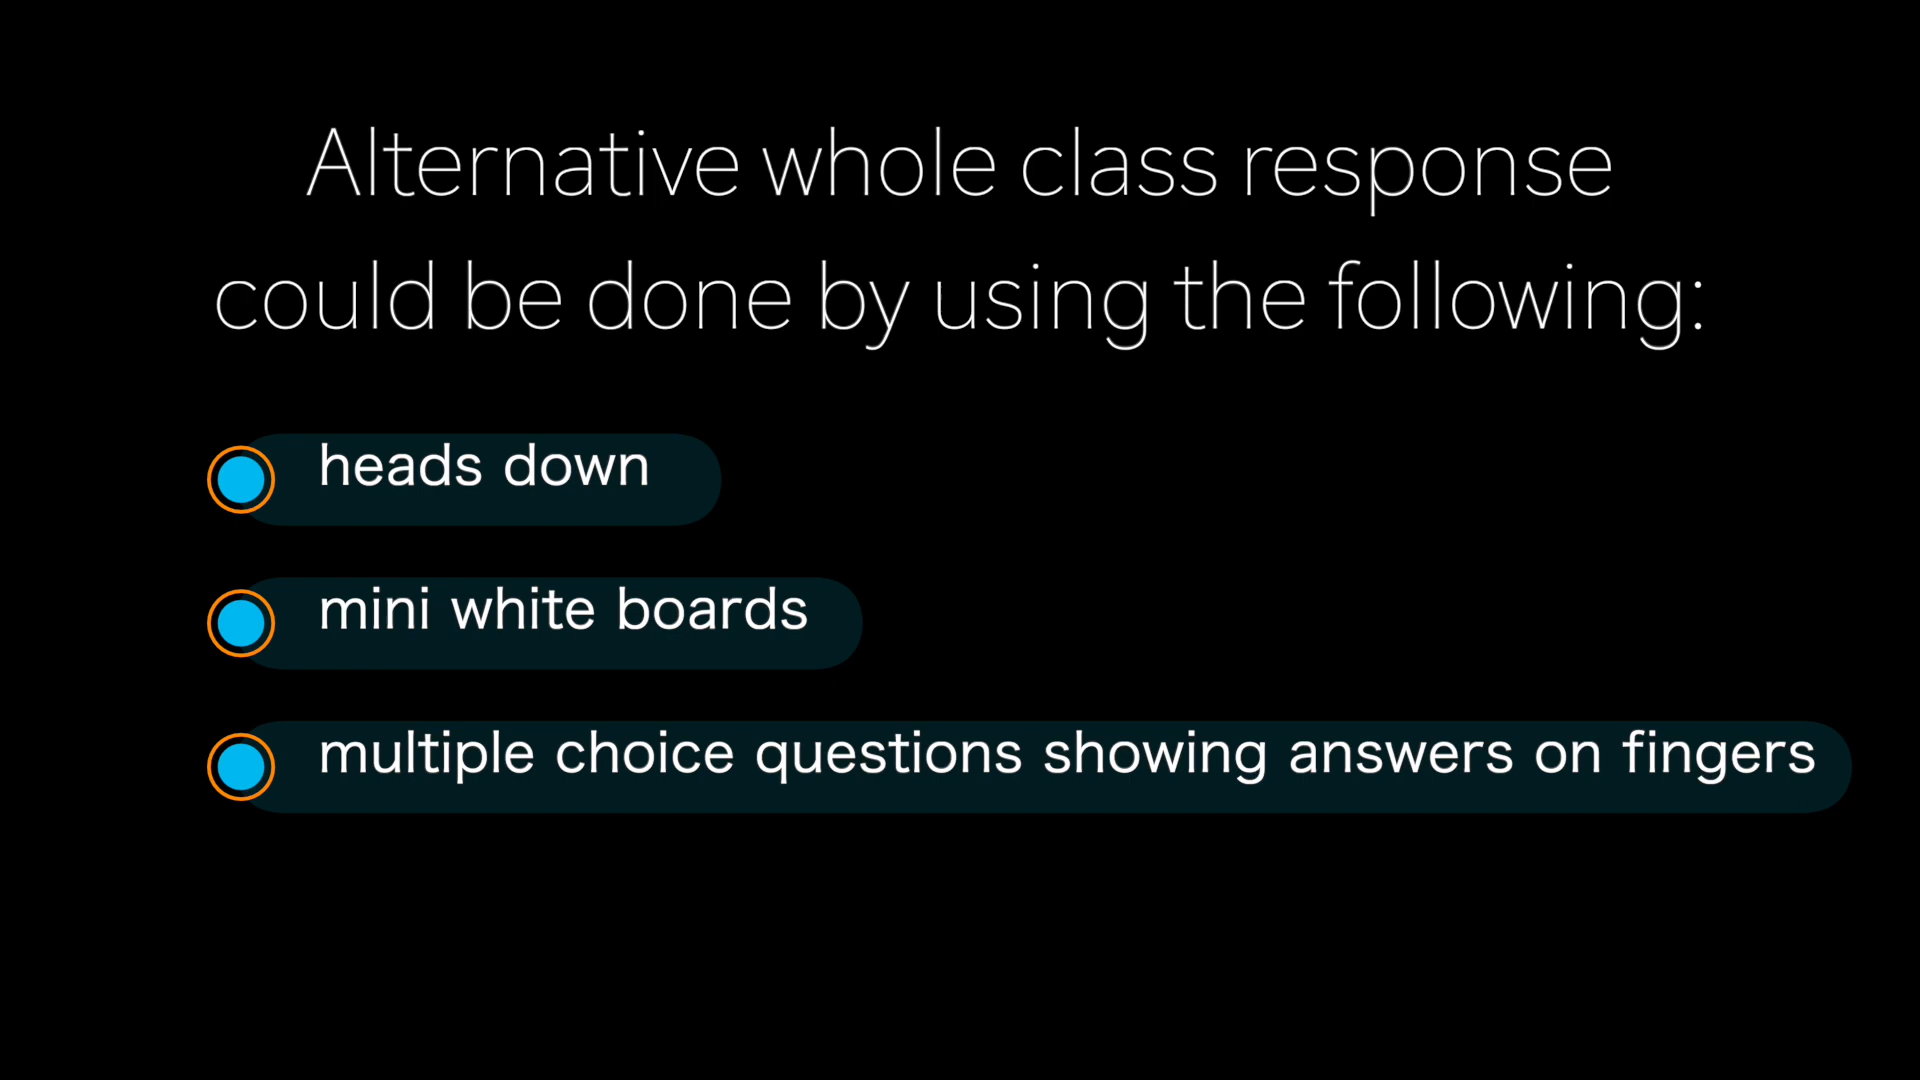 Alternative whole class response
could be done by using the following:
heads down
mini white boards
multiple choice questions showing answers on fingers